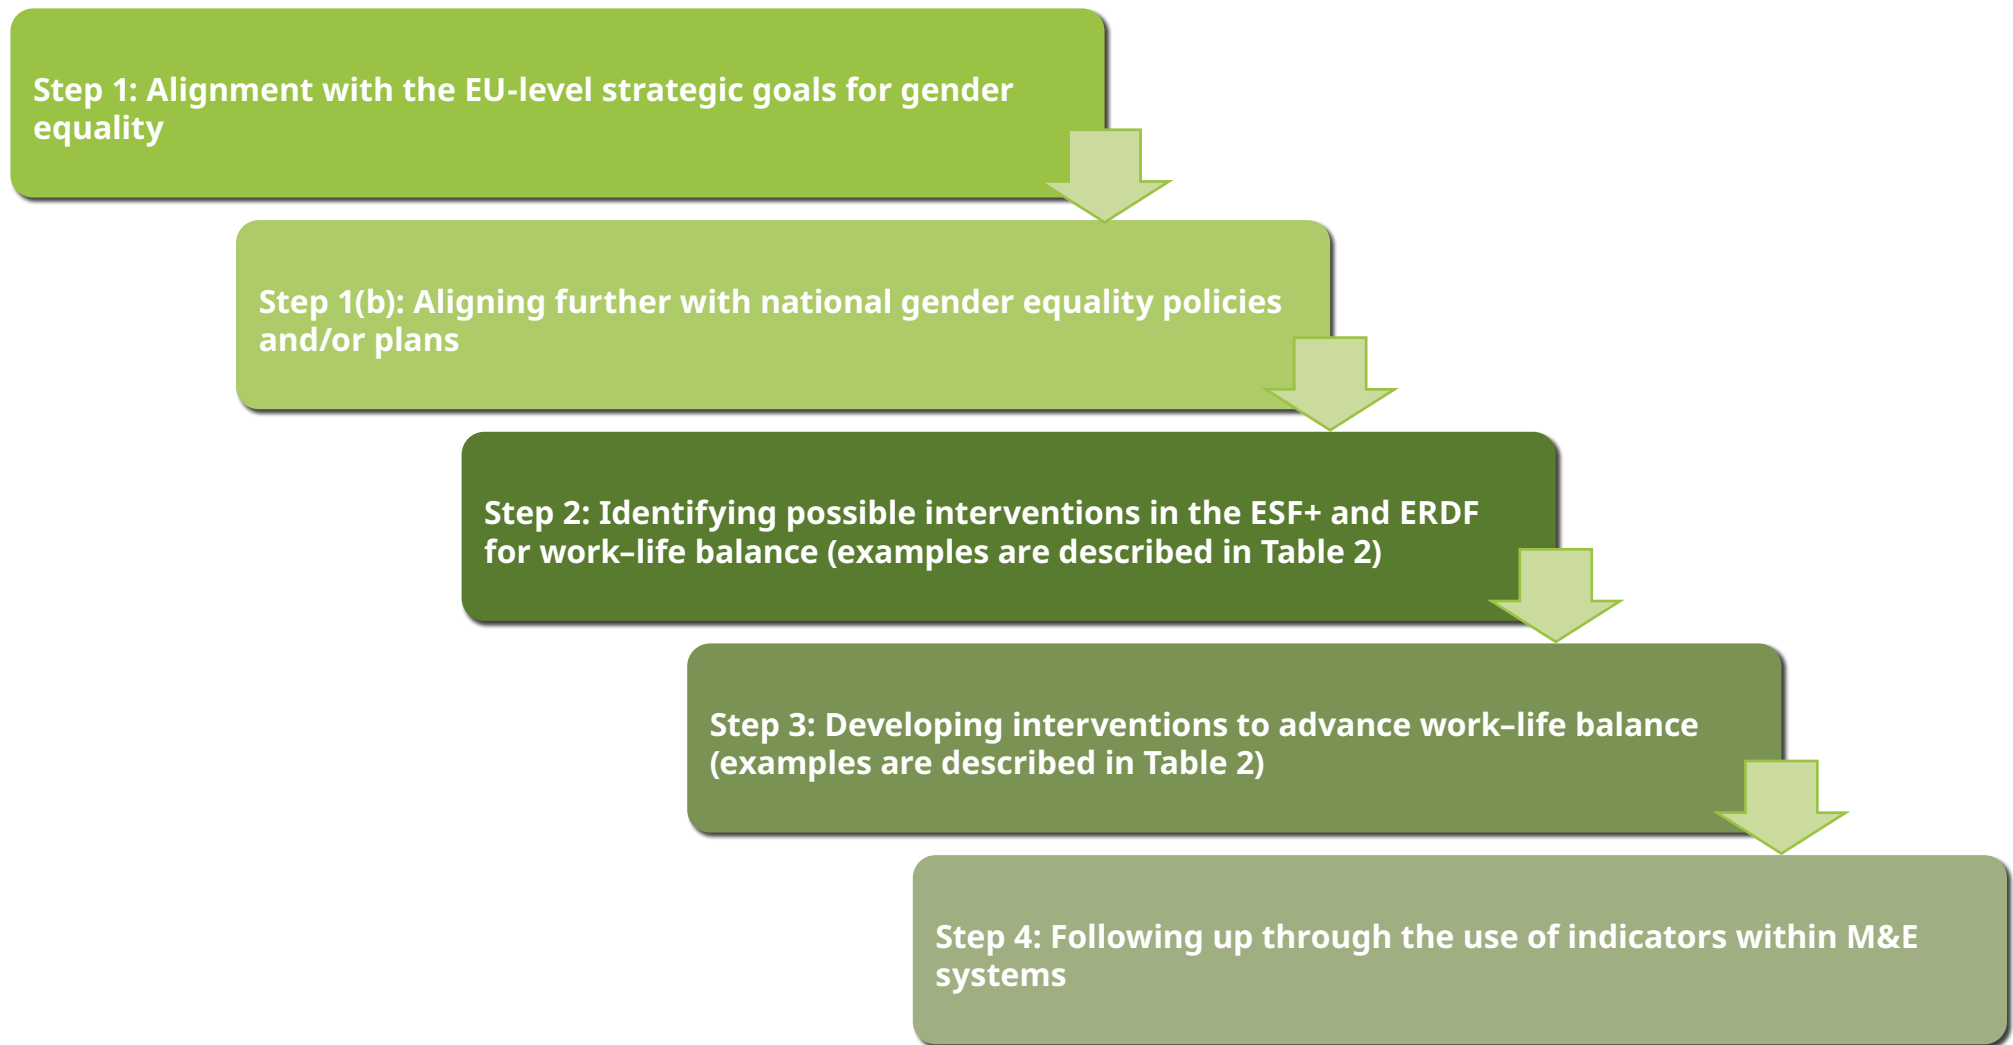 Step 1: Alignment with the EU-level strategic goals for gender
equality
Step 1(b): Aligning further with national gender equality policies
and/or plans
Step 2: Identifying possible interventions in the ESF+ and ERDF
for work–life balance (examples are described in Table 2)
Step 3: Developing interventions to advance work–life balance
(examples are described in Table 2)
Step 4: Following up through the use of indicators within M&E
systems